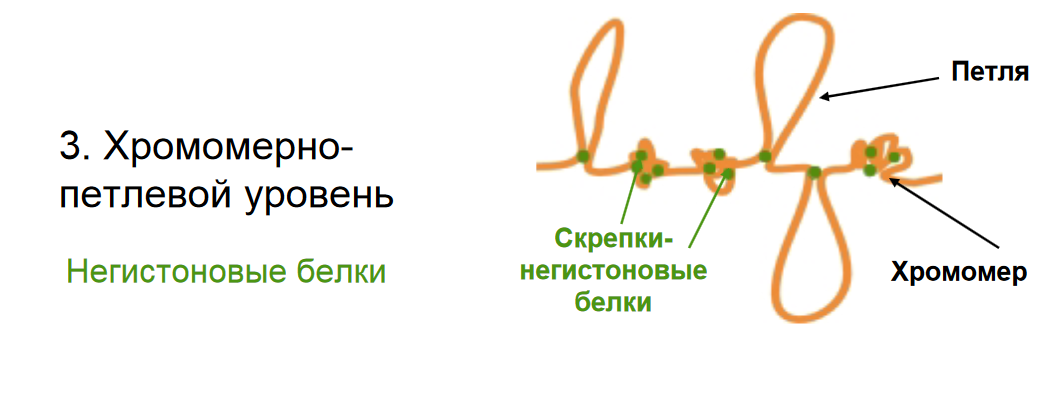 3. Хромомерно-
петлевой уровень
Негистоновые белки
Петля
Скрепки-
негистоновые
белки
Хромомер